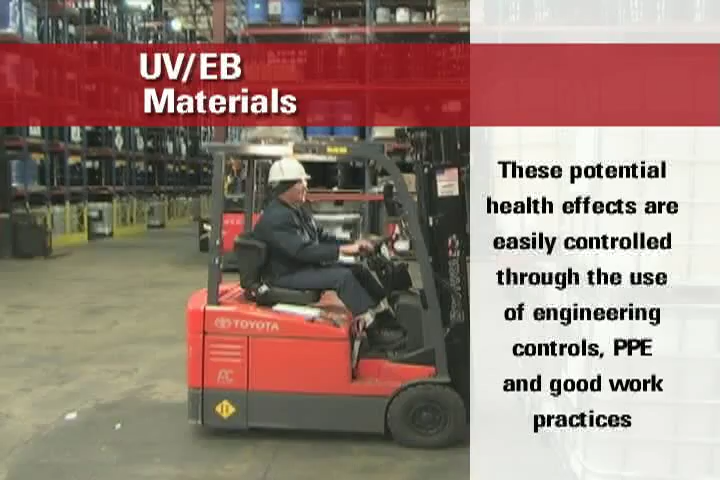 UV/EB
Materials
These potential
health effects are
easily controlled
through the use
of engineering
controls, PPE
and good work
practices
TOYOTA